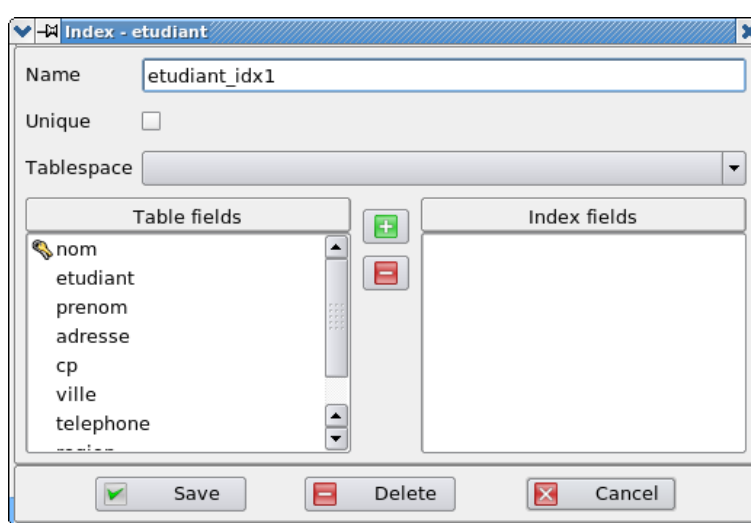 Index - etudiant
Name etudiant_idx1
Unique
Tablespace
Table fields Index fields
nom
etudiant
prenom
adresse
cp
ville
telephone
Save Delete Cancel